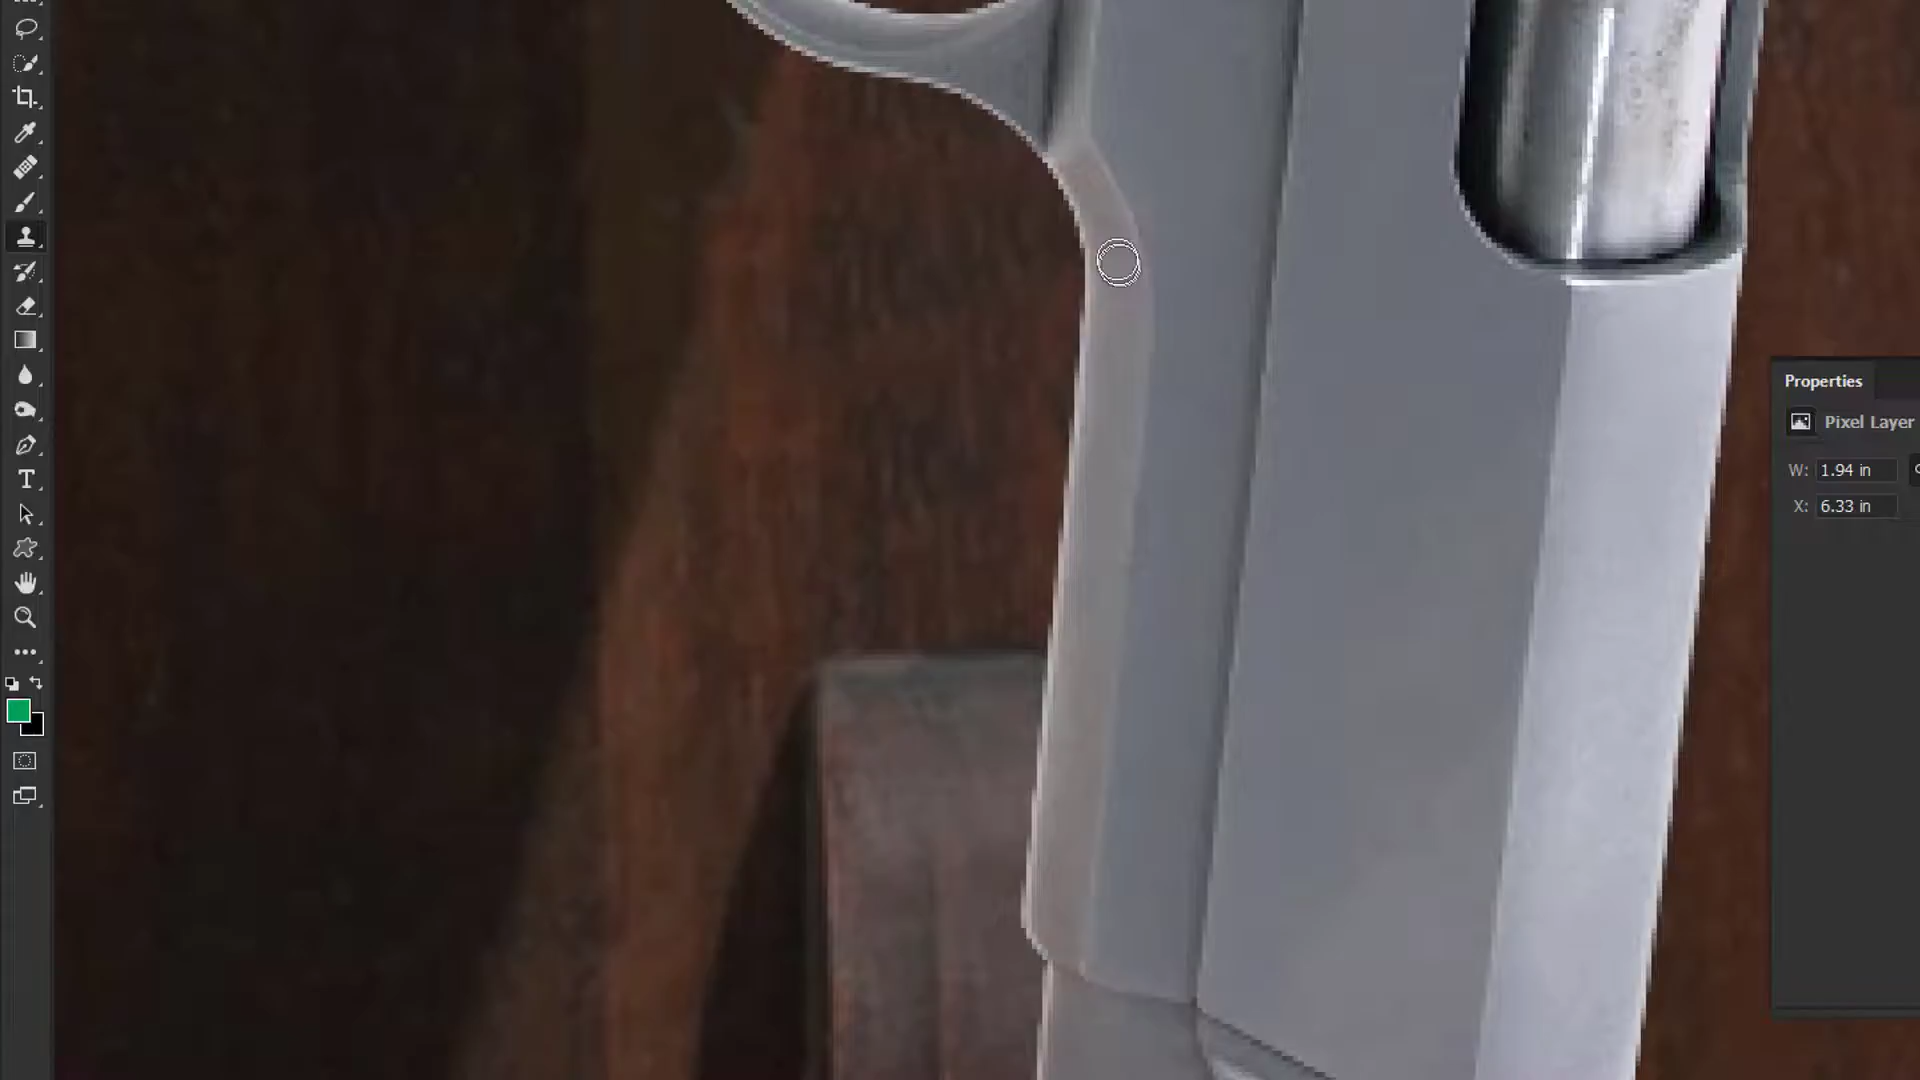 Properties
Pixel Layer
W: 1.94 in
X: 6.33 in